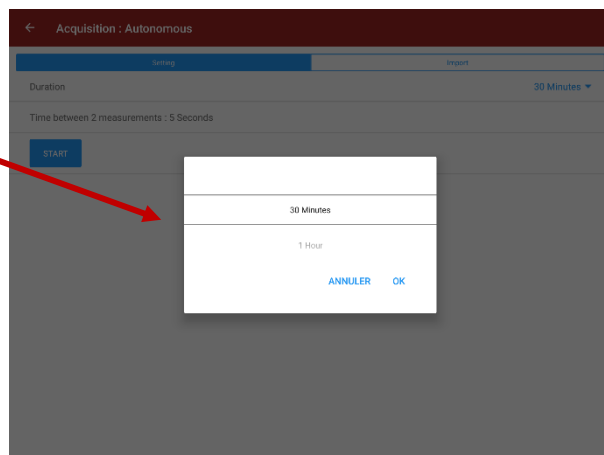 Acquisition : Autonomous
Setting Import
Duration 30 Minutes
Time between 2 measurements : 5 Seconds
START
30 Minutes
1 Hour
ANNULER OK